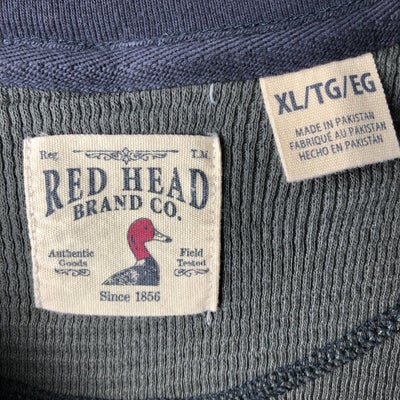 Reg. T.M.
RED HEAD
BRAND CO.
Authentic Field
Goods Tested
Since 1856
XL/TG/EG
MADE IN PAKISTAN
FABRIQUÉ AU PAKISTAN
HECHO EN PAKISTÁN